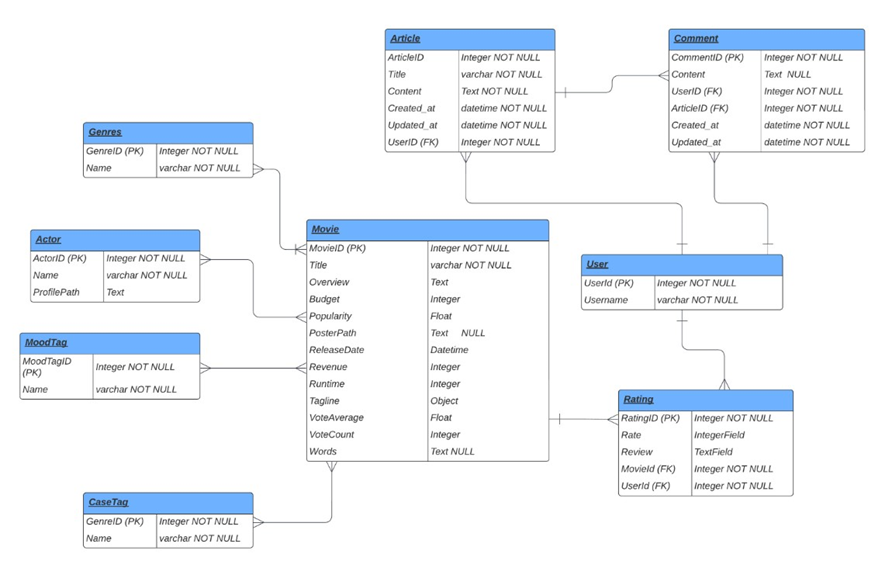 Article
ArticleID Integer NOT NULL
Title varchar NOT NULL
Content Text NOT NULL
Created_at datetime NOT NULL
Updated_at datetime NOT NULL
UserID (FK) Integer NOT NULL
Comment
CommentID (PK) Integer NOT NULL
Content Text NULL
UserID (FK) Integer NOT NULL
ArticleID (FK) Integer NOT NULL
Created_at datetime NOT NULL
Updated_at datetime NOT NULL
Genres
GenreID (PK) Integer NOT NULL
Name varchar NOT NULL
Actor
ActorID (PK) Integer NOT NULL
Name varchar NOT NULL
ProfilePath Text
MoodTag
MoodTagID
(PK) Integer NOT NULL
Name varchar NOT NULL
CaseTag
GenreID (PK) Integer NOT NULL
Name varchar NOT NULL
Movie
MovieID (PK) Integer NOT NULL
Title varchar NOT NULL
Overview Text
Budget Integer
Popularity Float
PosterPath Text NULL
ReleaseDate Datetime
Revenue Integer
Runtime Integer
Tagline Object
VoteAverage Float
VoteCount Integer
Words Text NULL
User
UserId (PK) Integer NOT NULL
Username varchar NOT NULL
Rating
RatingID (PK) Integer NOT NULL
Rate IntegerField
Review TextField
MovieId (FK) Integer NOT NULL
UserId (FK) Integer NOT NULL